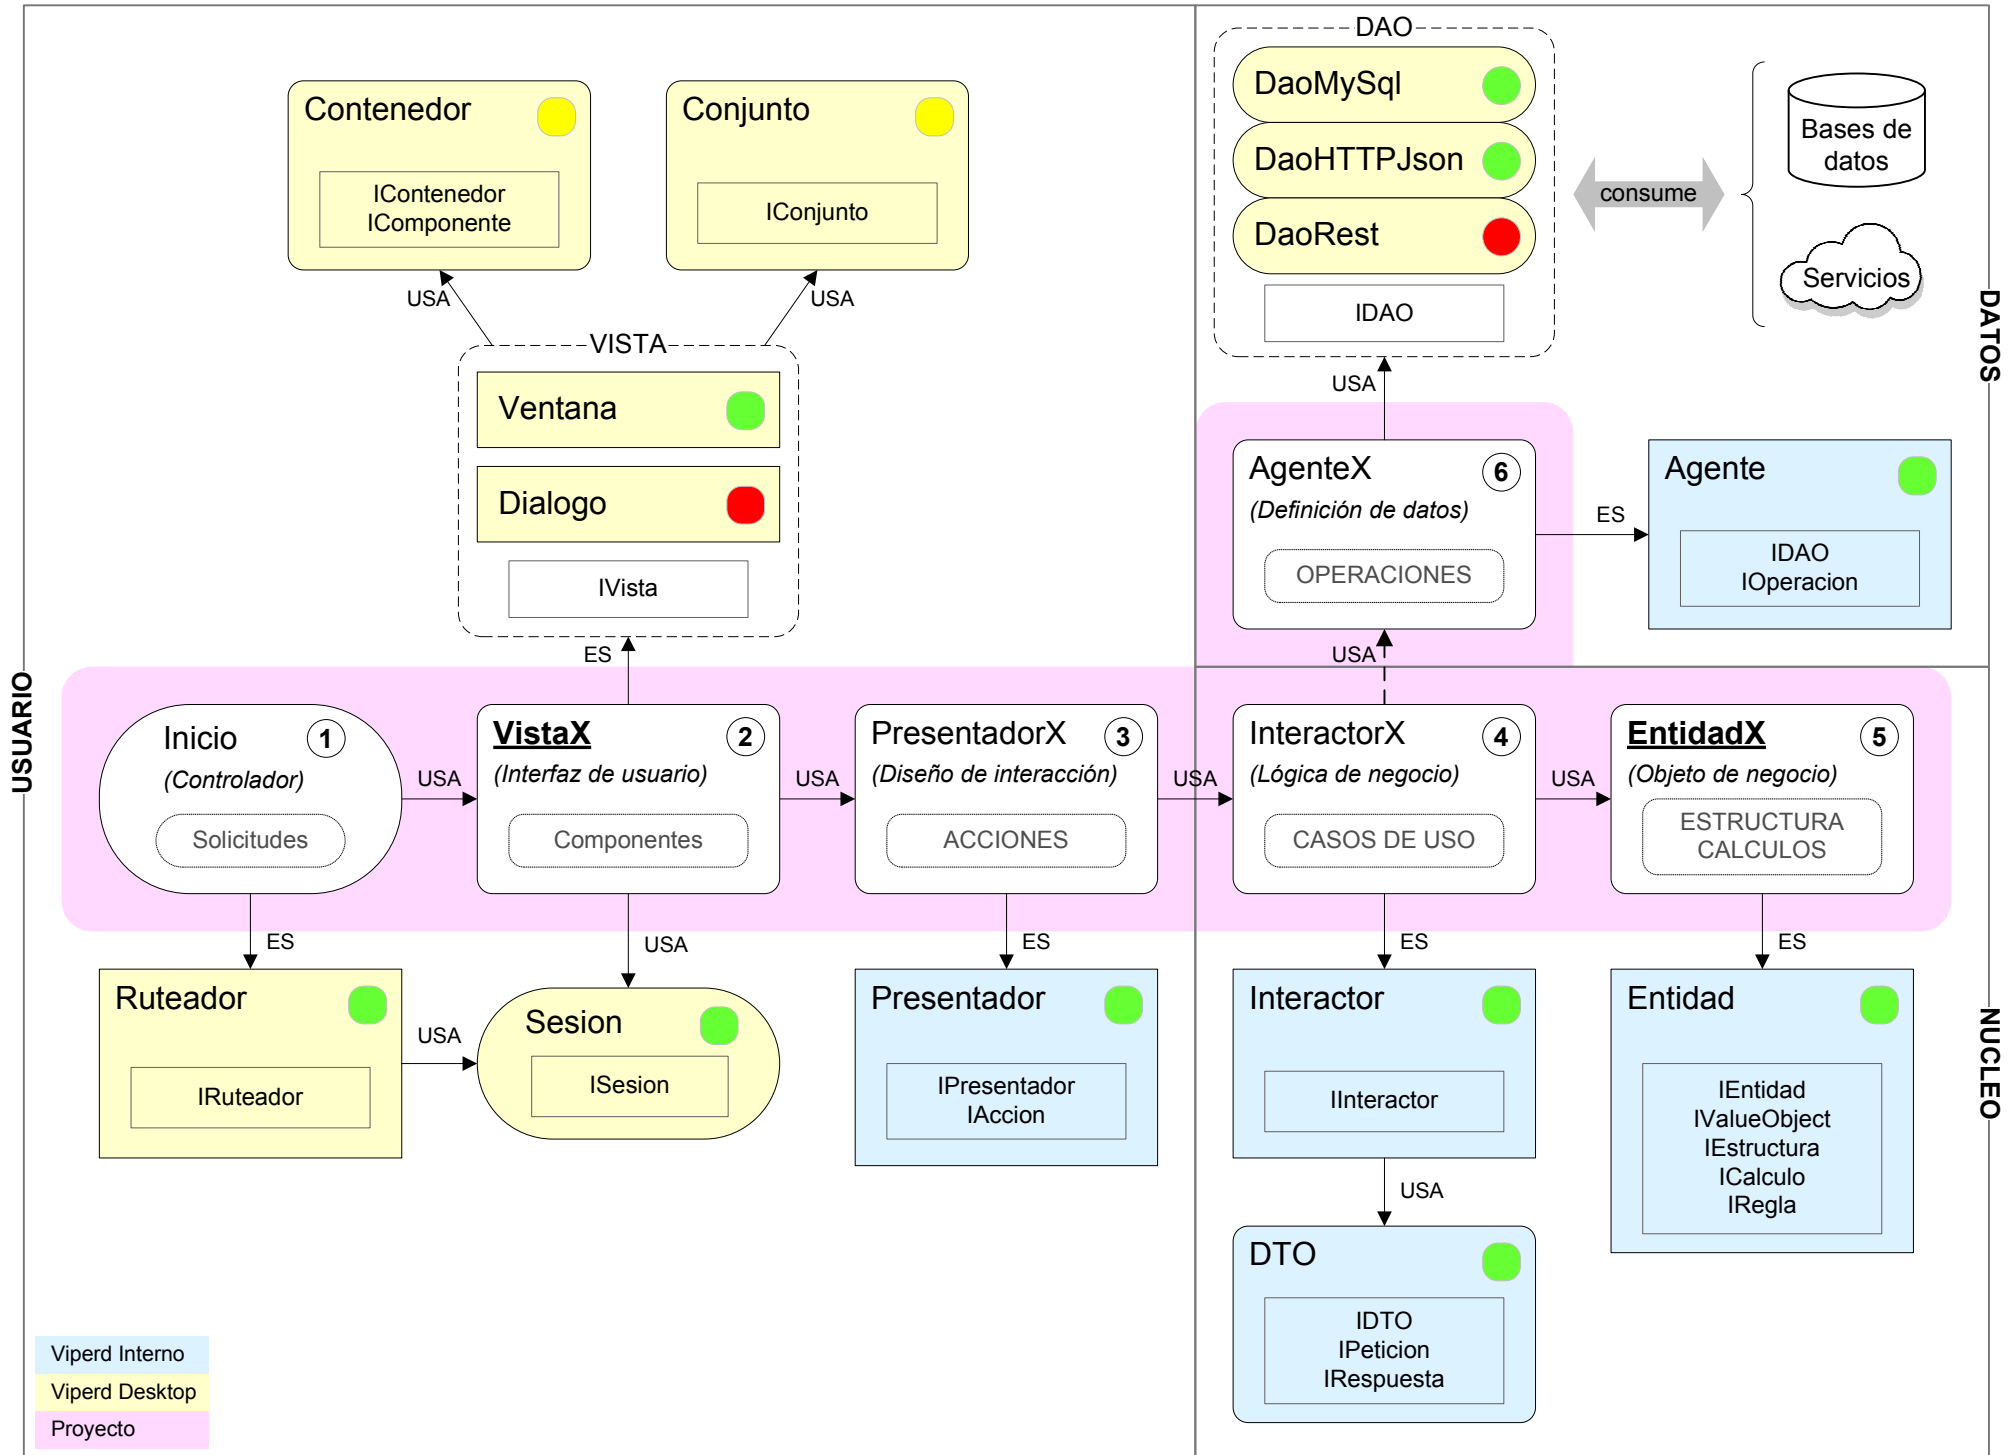 DAO
DaoMySql
DaoHTTPJson
DaoRest
IDAO
consume
Bases de
datos
Servicios
DATOS
Contenedor
IContenedor
IComponente
Conjunto
IConjunto
USA
USA
VISTA
Ventana
Dialogo
IVista
ES
USA
AgenteX
6
(Definición de datos)
OPERACIONES
ES
Agente
IDAO
IOperacion
USA
USUARIO
Inicio
1
(Controlador)
Solicitudes
USA
VistaX
2
(Interfaz de usuario)
Componentes
USA
PresentadorX
3
(Diseño de interacción)
ACCIONES
USA
InteractorX
4
(Lógica de negocio)
CASOS DE USO
USA
EntidadX
5
(Objeto de negocio)
ESTRUCTURA
CALCULOS
ES
USA
ES
ES
ES
Ruteador
IRuteador
USA
Sesion
ISesion
Presentador
IPresentador
IAccion
Interactor
IInteractor
Entidad
IEntidad
IValueObject
IEstructura
ICalculo
IRegla
NUCLEO
USA
DTO
IDTO
IPeticion
IRespuesta
Viperd Interno
Viperd Desktop
Proyecto